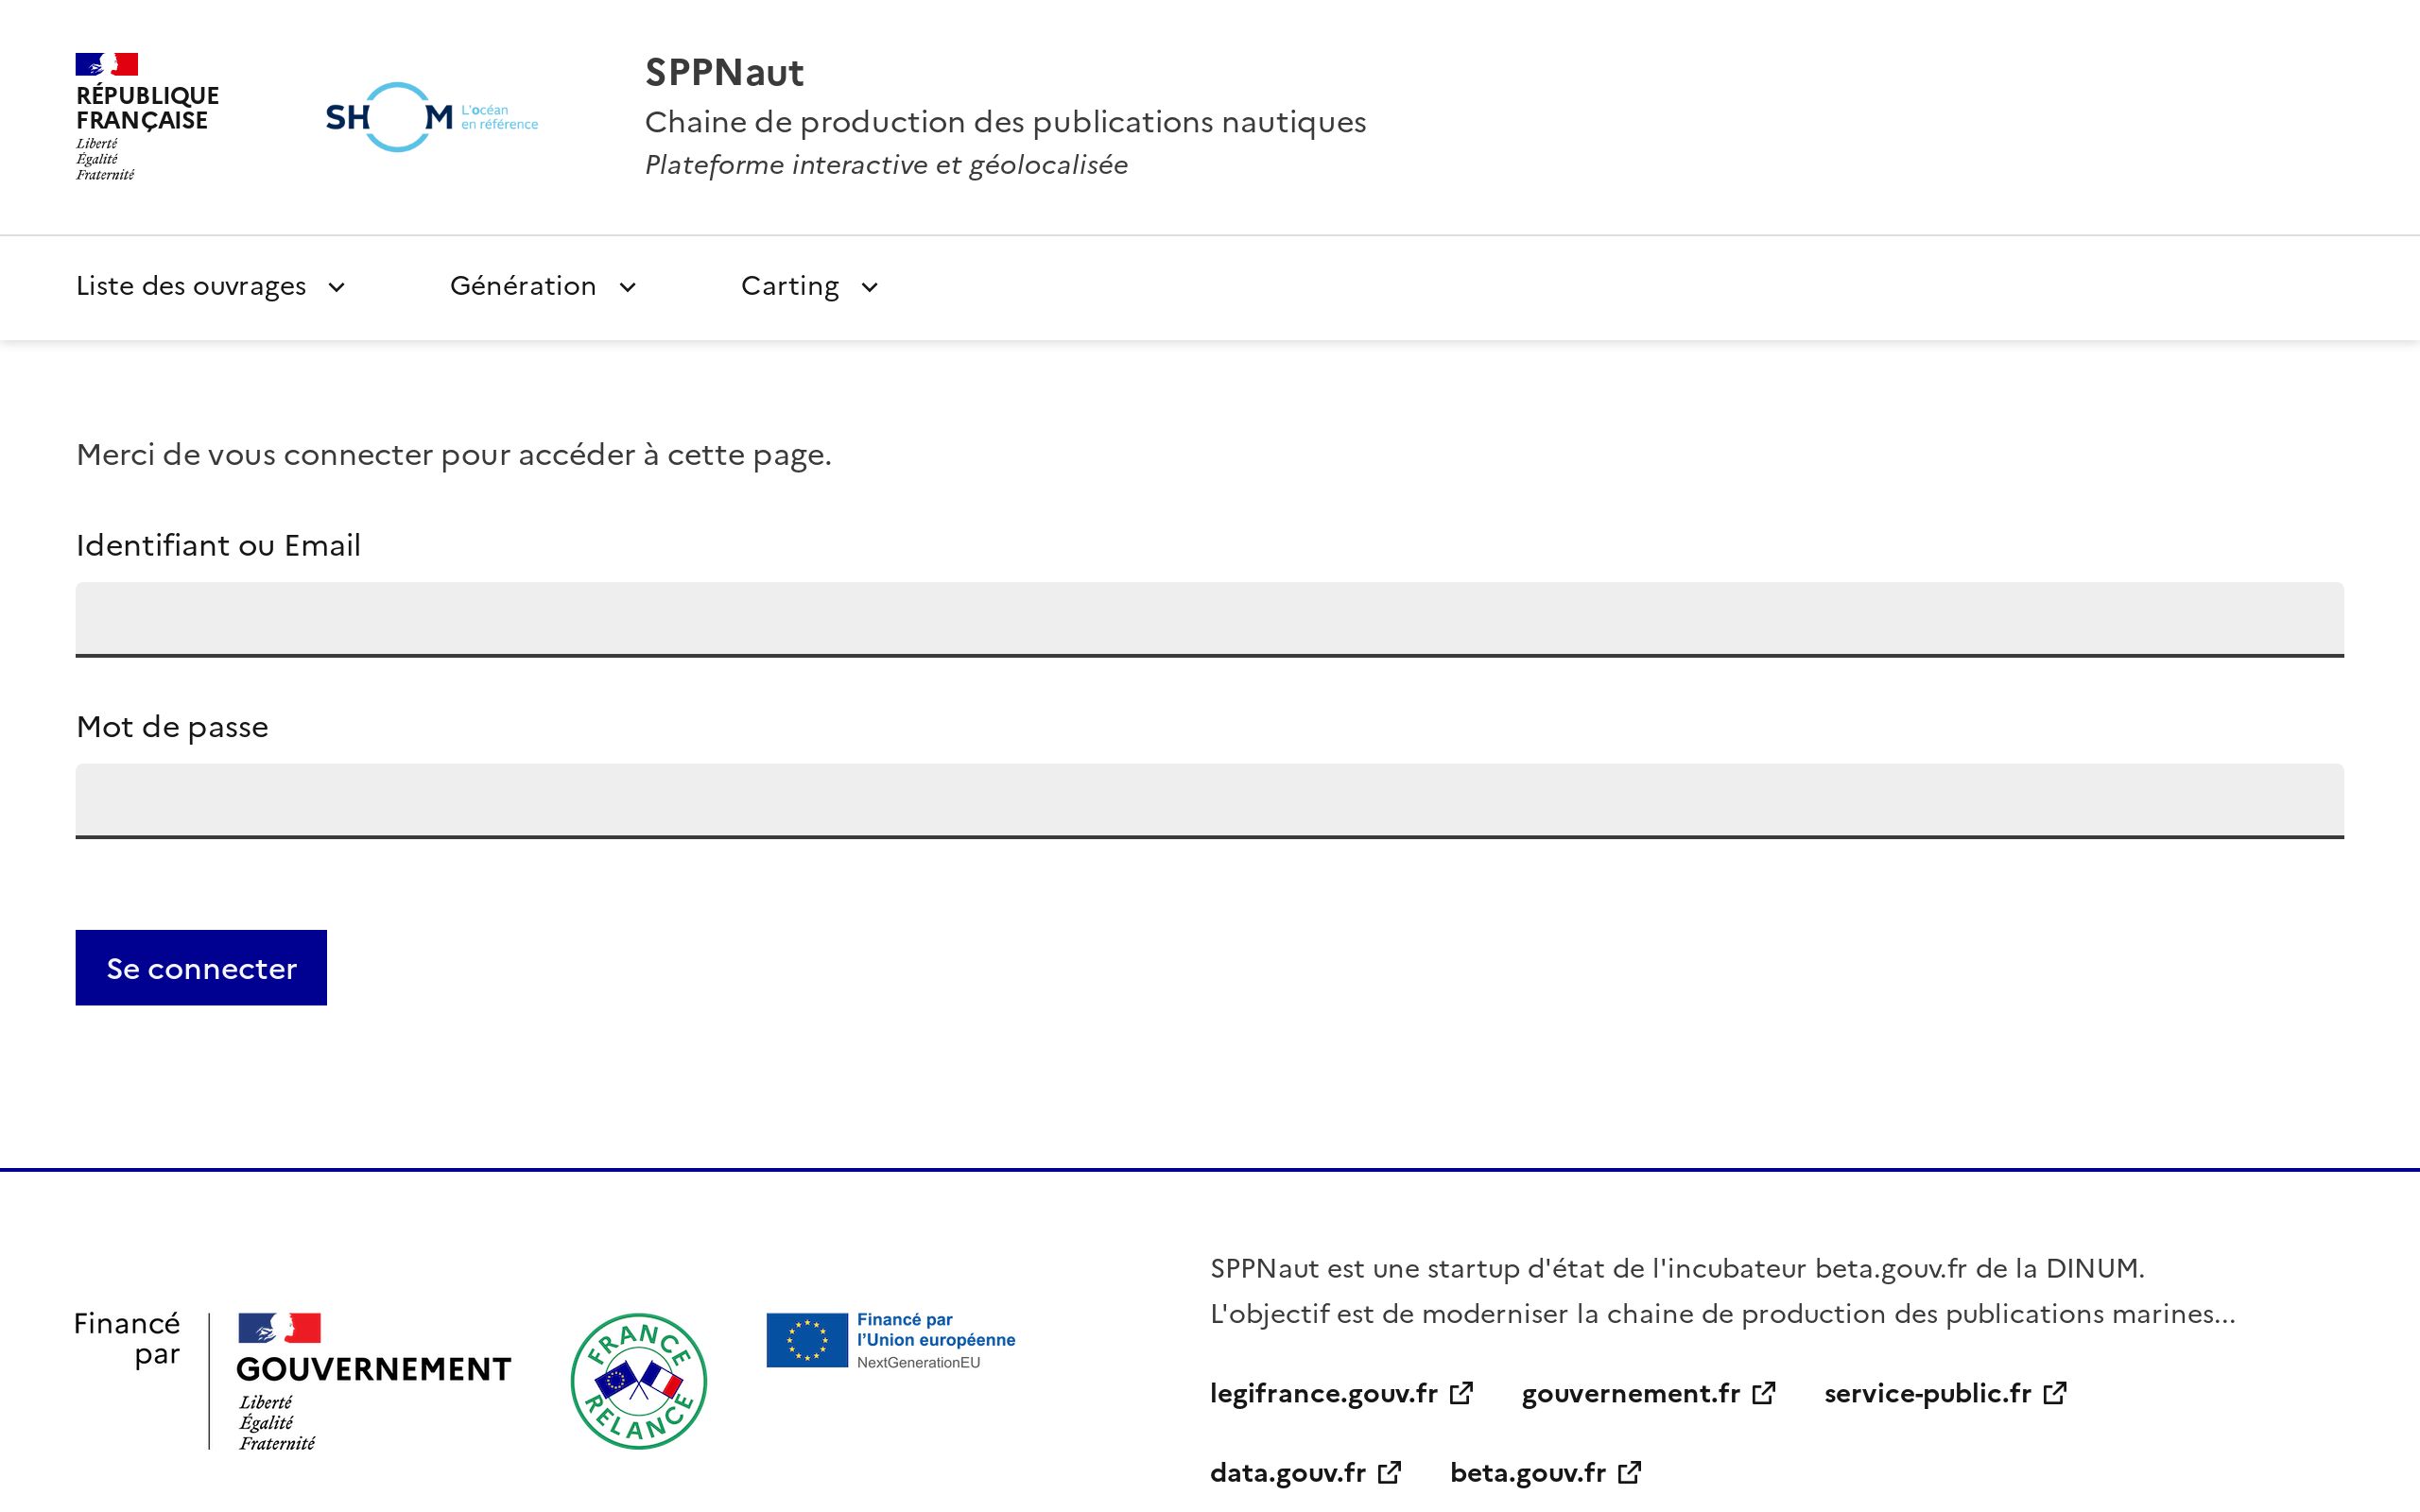 RÉPUBLIQUE
FRANÇAISE
Liberté
Égalité
Fraternité
SHOM L'océan
en référence
SPPNaut
Chaine de production des publications nautiques
Plateforme interactive et géolocalisée
Liste des ouvrages
Génération
Carting
Merci de vous connecter pour accéder à cette page.
Identifiant ou Email
Mot de passe
Se connecter
Financé
par
GOUVERNEMENT
Liberté
Égalité
Fraternité
FRANCE
RELANCE
Financé par
l’Union européenne
NextGenerationEU
SPPNaut est une startup d'état de l'incubateur beta.gouv.fr de la DINUM.
L'objectif est de moderniser la chaine de production des publications marines...
legifrance.gouv.fr gouvernement.fr service-public.fr
data.gouv.fr beta.gouv.fr